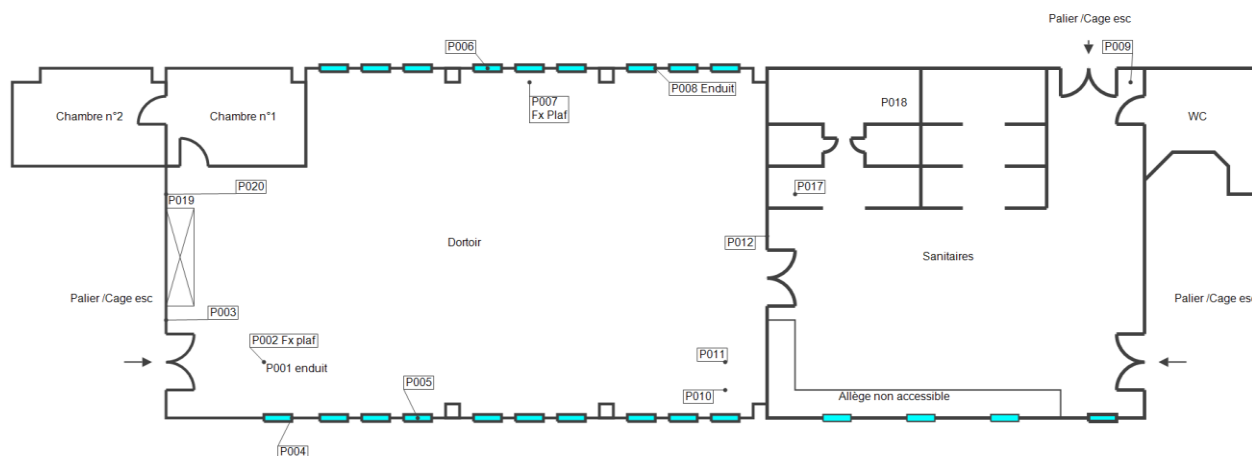 Palier /Cage esc
P006
P009
P007
Fx Plaf
P008 Enduit
P018
Chambre n°2
Chambre n°1
WC
P020
P017
P019
P012
Dortoir
Sanitaires
Palier /Cage esc
Palier /Cage esc
P003
P002 Fx plaf
P001 enduit
P011
P010
P005
Allège non accessible
P004